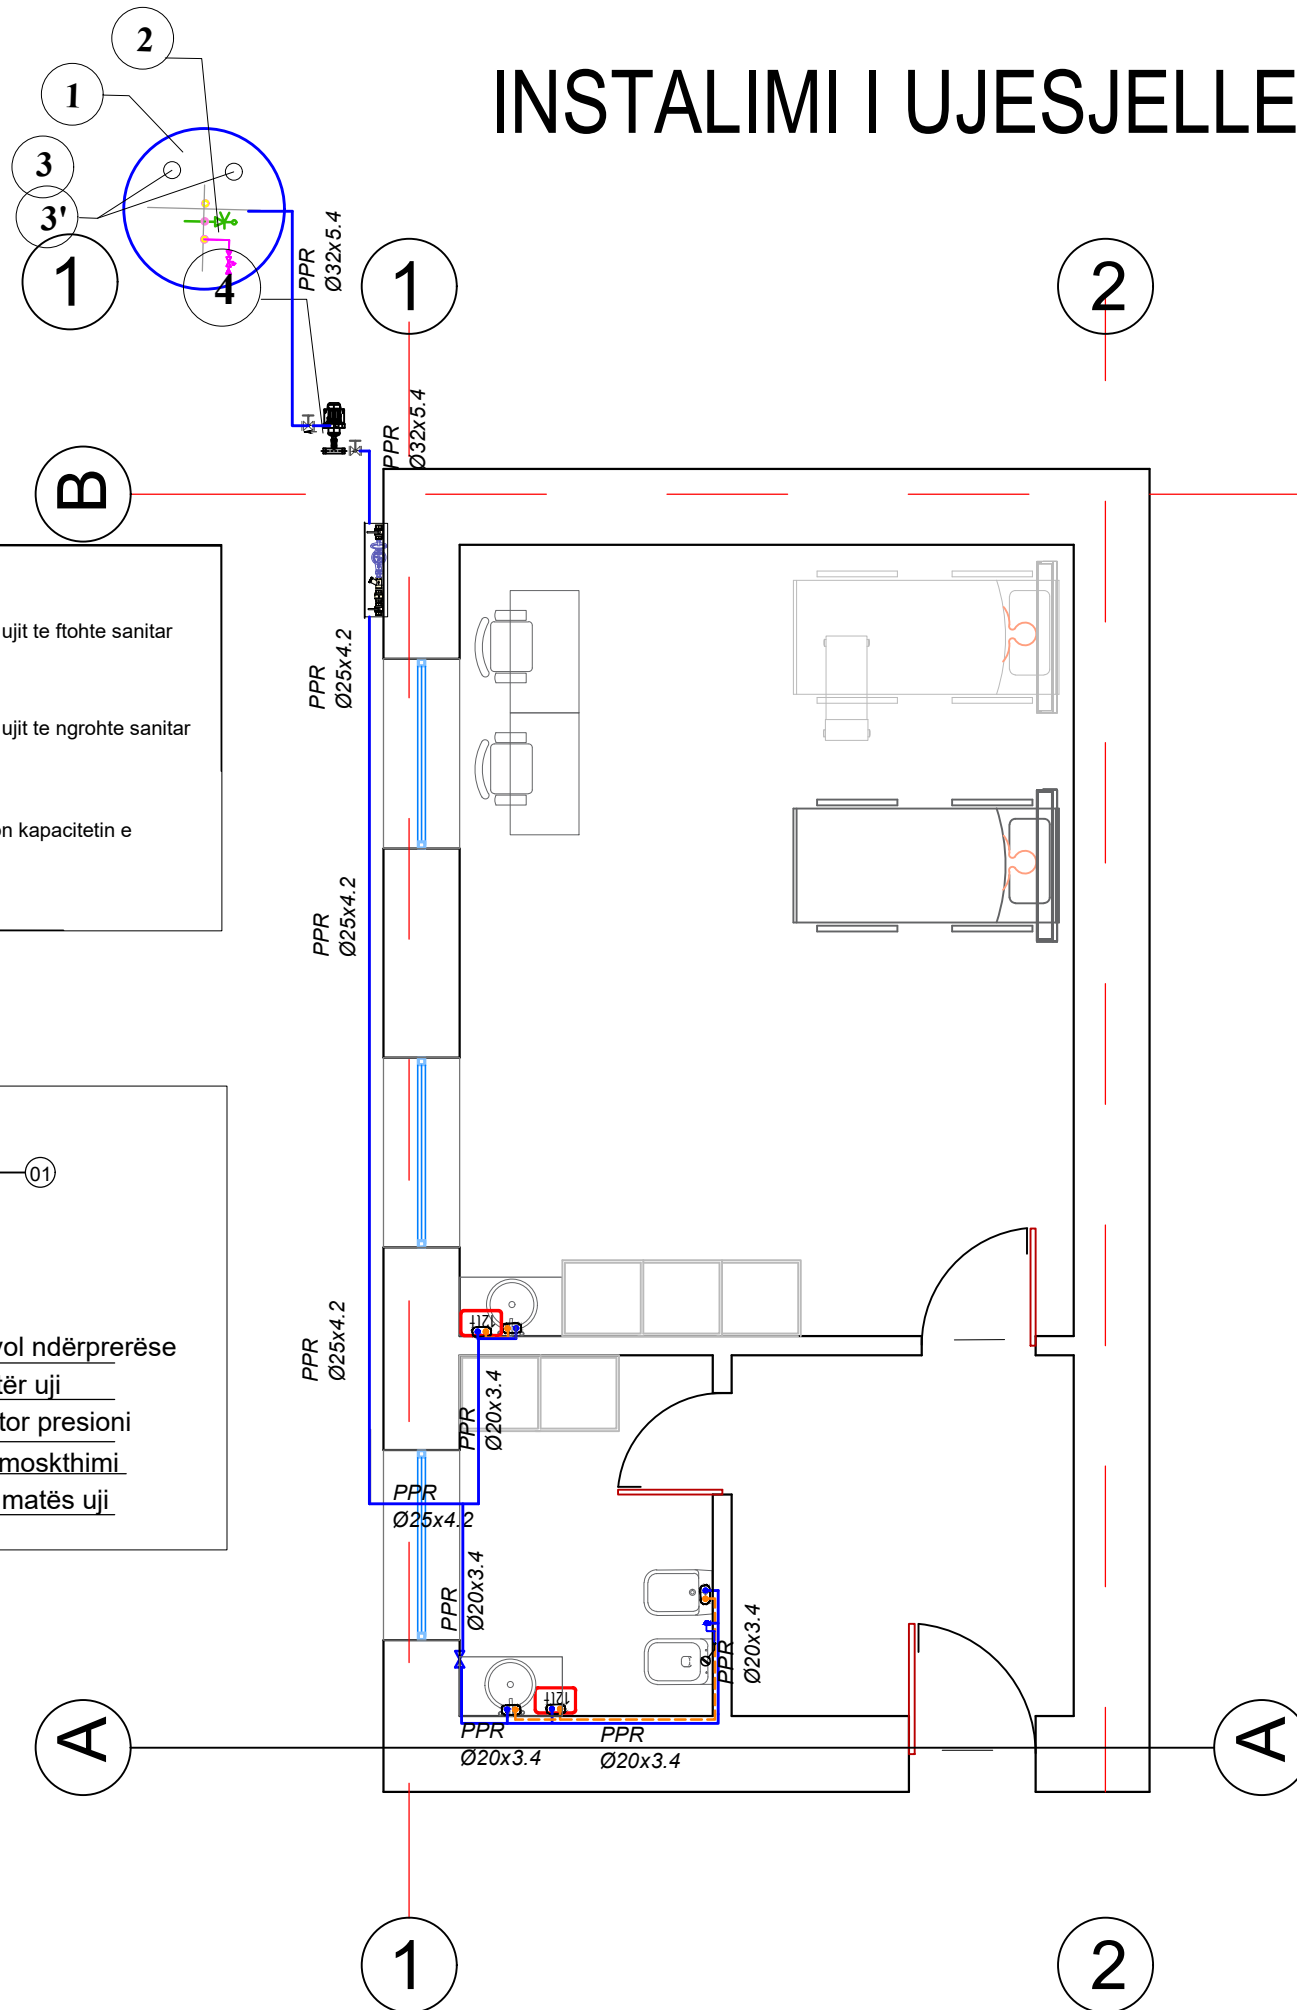 INSTALIMI I UJESJELLE
2
1
3
3'
1
4
PPR
Ø32x5.4
1
2
PPR
Ø32x5.4
B
ujit te ftohte sanitar
PPR
Ø25x4.2
ujit te ngrohte sanitar
n kapacitetin e
PPR
Ø25x4.2
01
PPR
Ø25x4.2
12lt
vol ndërprerëse
tër uji
tor presioni
moskthimi
matës uji
PPR
Ø20x3.4
PPR
Ø25x4.2
PPR
Ø20x3.4
PPR
Ø20x3.4
12lt
PPR
Ø20x3.4
PPR
Ø20x3.4
A
A
1
2